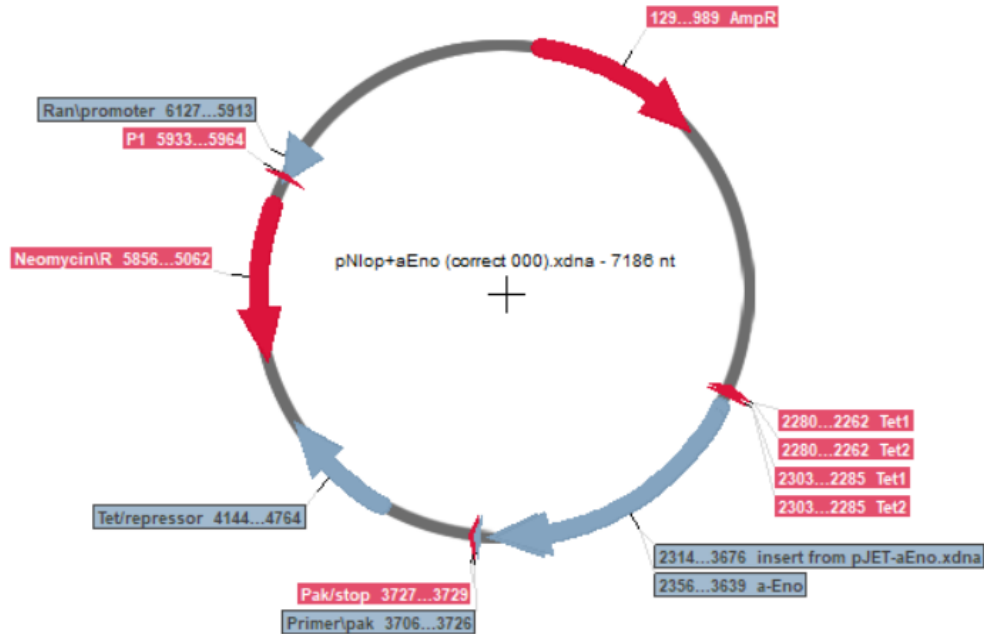 129...989 AmpR
Ran\promoter 6127...5913
P1 5933...5964
Neomycin\R 5856...5062
pNlop+aEno (correct 000).xdna - 7186 nt
2280...2262 Tet1
2280...2262 Tet2
2303...2285 Tet1
2303...2285 Tet2
Tet/repressor 4144...4764
2314...3676 insert from pJET-aEno.xdna
2356...3639 a-Eno
Pak/stop 3727...3729
Primer\pak 3706...3726